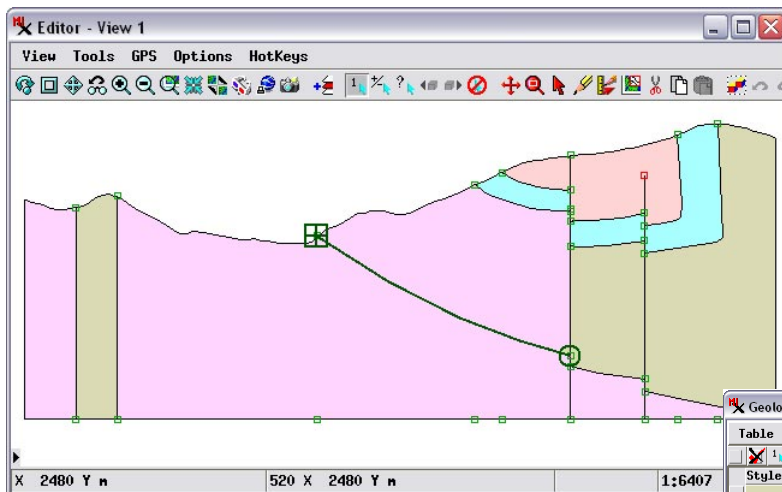 Editor - View 1
View Tools GPS Options HotKeys
X 2480 Y m 520 X 2480 Y m 1:6407
Geolo
Table
Style